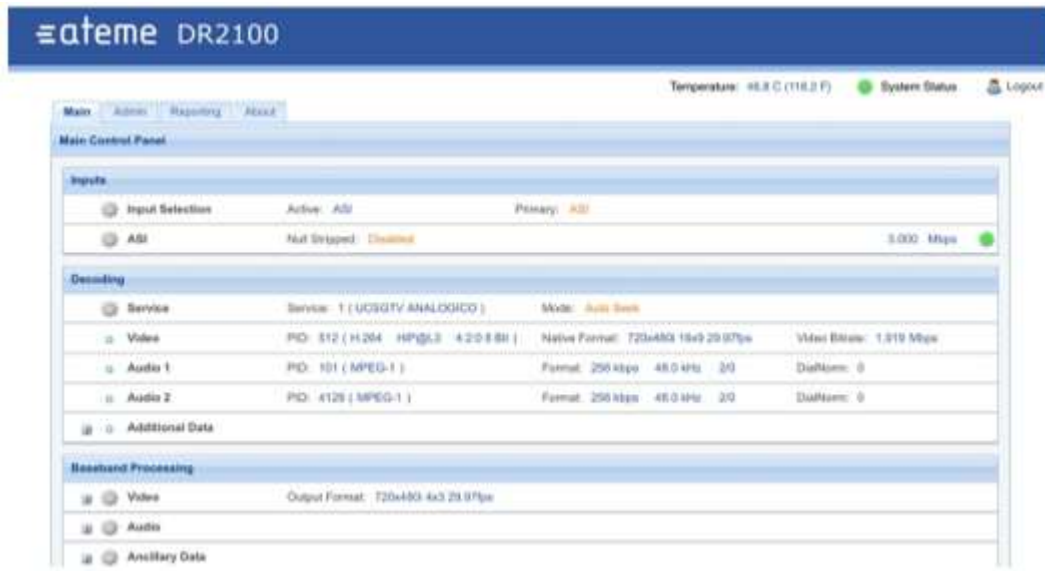 ateme DR2100
Temperature: 46.8 C (116.2 F) System Status Logout
Main Admin Reporting About
Main Control Panel
Inputs
Input Selection Active: ASI Primary: ASI
ASI Null Stripped: Disabled 3.000 Mbps
Decoding
Service Service: 1 ( UCSGTV ANALOGICO ) Mode: Auto Seek
Video PID: 512 ( H.264 HiP@L3 4:2:0 8 Bit ) Native Format: 720x480i 16x9 29.97fps Video Bitrate: 1.919 Mbps
Audio 1 PID: 101 ( MPEG-1 ) Format: 256 kbps 48.0 kHz 2/0 DialNorm: 0
Audio 2 PID: 4128 ( MPEG-1 ) Format: 256 kbps 48.0 kHz 2/0 DialNorm: 0
Additional Data
Baseband Processing
Video Output Format: 720x480i 4x3 29.97fps
Audio
Ancillary Data